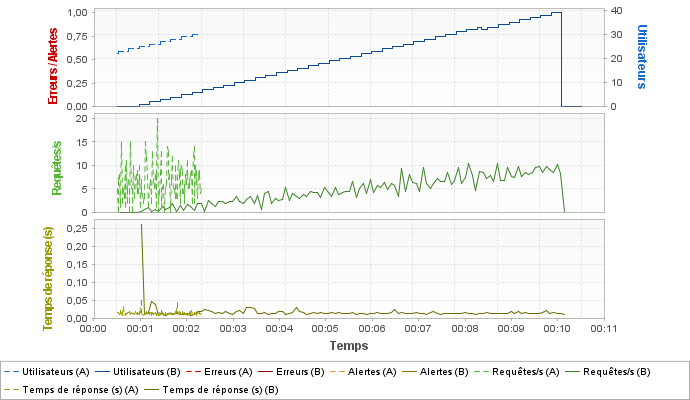 1,00
0,75
0,50
0,25
0,00
Erreurs / Alertes
40
30
20
10
0
Utilisateurs
20
15
10
5
0
Requêtes/s
0,25
0,20
0,15
0,10
0,05
0,00
Temps de réponse (s)
00:00 00:01 00:02 00:03 00:04 00:05 00:06 00:07 00:08 00:09 00:10 00:11
Temps
Utilisateurs (A) Utilisateurs (B) Erreurs (A) Erreurs (B) Alertes (A) Alertes (B) Requêtes/s (A) Requêtes/s (B)
Temps de réponse (s) (A) Temps de réponse (s) (B)